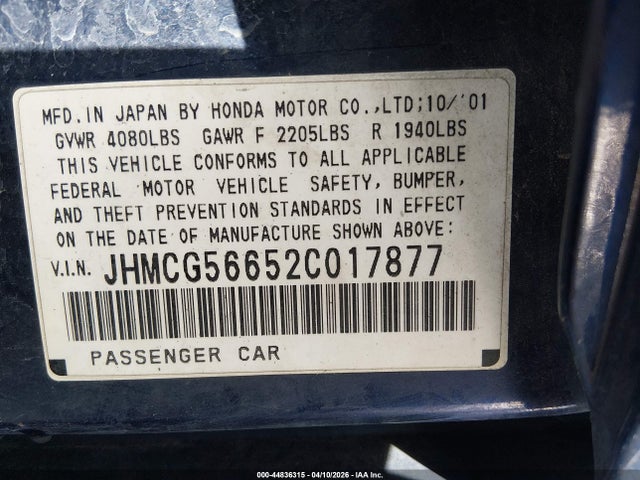 MFD. IN JAPAN BY HONDA MOTOR CO.,LTD;10/'01
GVWR 4080LBS GAWR F 2205LBS R 1940LBS
THIS VEHICLE CONFORMS TO ALL APPLICABLE
FEDERAL MOTOR VEHICLE SAFETY, BUMPER,
AND THEFT PREVENTION STANDARDS IN EFFECT
ON THE DATE OF MANUFACTURE SHOWN ABOVE:
V.I.N. JHMCG56652C017877
PASSENGER CAR
000-44836315 - 04/10/2026 - IAA Inc.